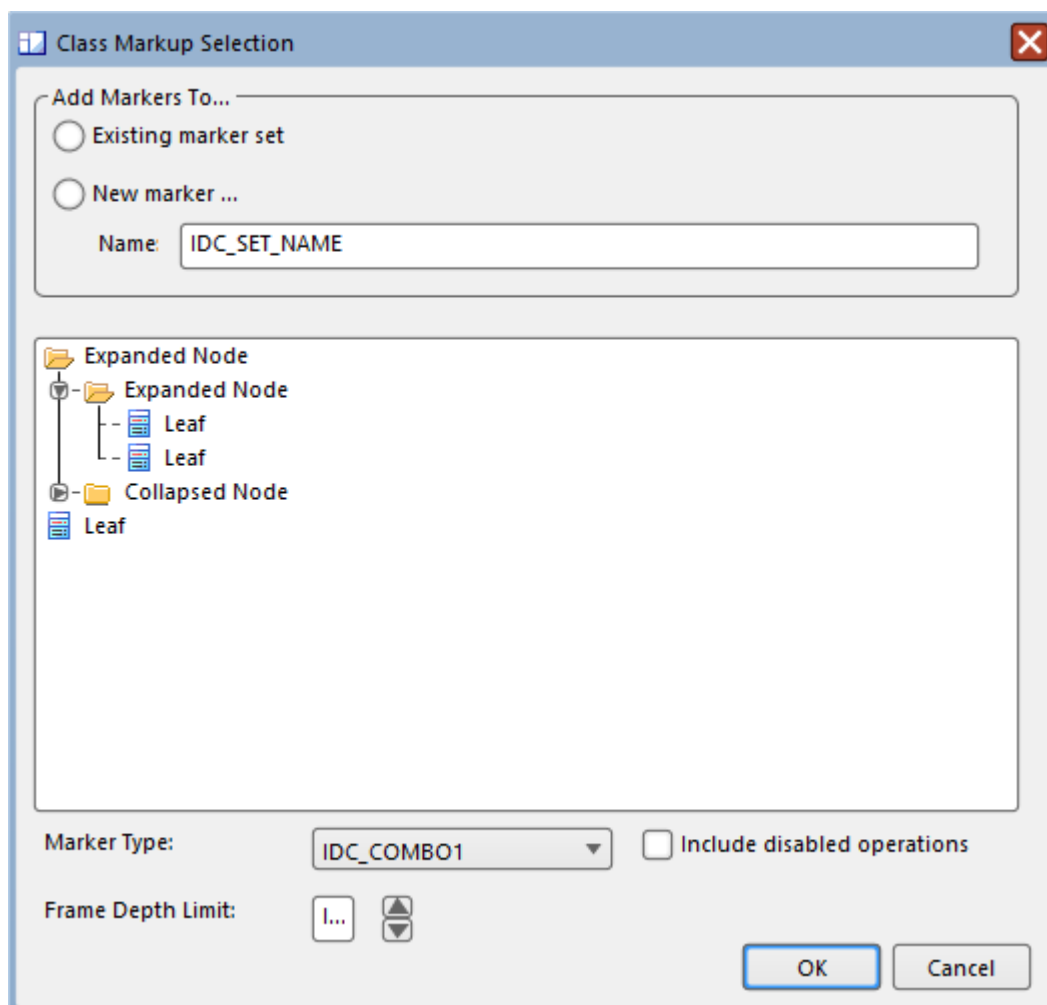 Class Markup Selection
Add Markers To...
Existing marker set
New marker ...
Name: IDC_SET_NAME
Expanded Node
Expanded Node
Leaf
Leaf
Collapsed Node
Leaf
Marker Type: IDC_COMBO1 Include disabled operations
Frame Depth Limit: I...
OK Cancel